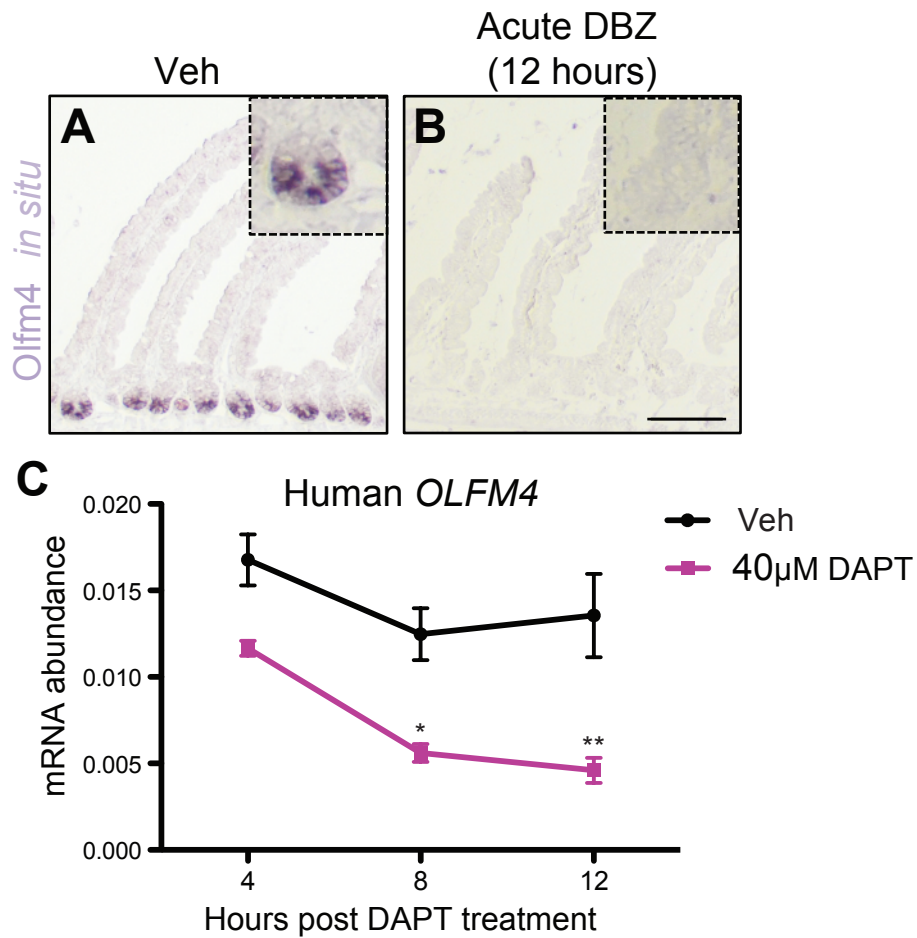 Veh
Acute DBZ
(12 hours)
A
B
Olfm4 in situ
C
Human OLFM4
0.020
0.015
0.010
0.005
0.000
mRNA abundance
*
**
4
8
12
Hours post DAPT treatment
Veh
40µM DAPT